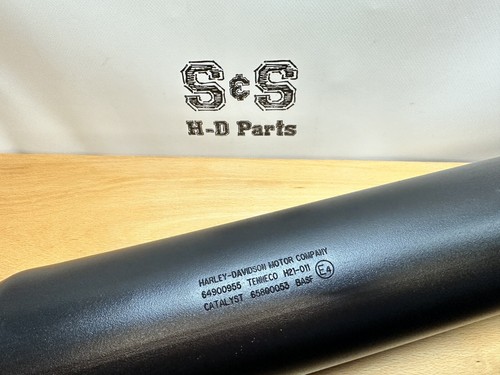 S&S
H-D Parts
HARLEY-DAVIDSON MOTOR COMPANY
64900955 TENNECO H21-011
CATALYST 65800053 BASF E4